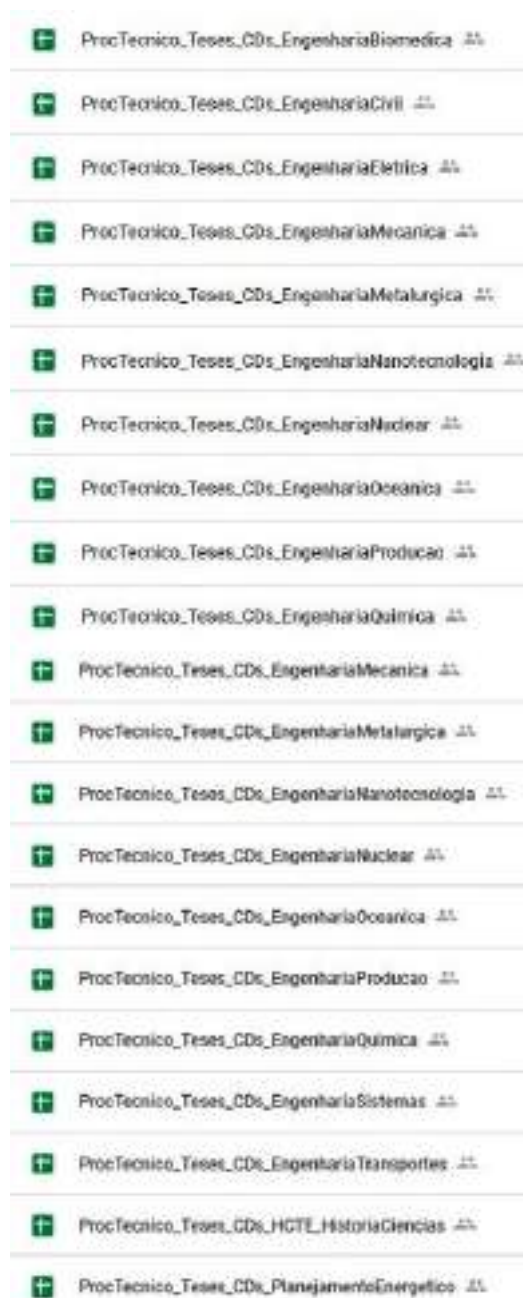 ProcTecnico_Teses_CDs_EngenhariaBiomedica
ProcTecnico_Teses_CDs_EngenhariaCivil
ProcTecnico_Teses_CDs_EngenhariaEletrica
ProcTecnico_Teses_CDs_EngenhariaMecanica
ProcTecnico_Teses_CDs_EngenhariaMetalurgica
ProcTecnico_Teses_CDs_EngenhariaNanotecnologia
ProcTecnico_Teses_CDs_EngenhariaNuclear
ProcTecnico_Teses_CDs_EngenhariaOceanica
ProcTecnico_Teses_CDs_EngenhariaProducao
ProcTecnico_Teses_CDs_EngenhariaQuimica
ProcTecnico_Teses_CDs_EngenhariaMecanica
ProcTecnico_Teses_CDs_EngenhariaMetalurgica
ProcTecnico_Teses_CDs_EngenhariaNanotecnologia
ProcTecnico_Teses_CDs_EngenhariaNuclear
ProcTecnico_Teses_CDs_EngenhariaOceanica
ProcTecnico_Teses_CDs_EngenhariaProducao
ProcTecnico_Teses_CDs_EngenhariaQuimica
ProcTecnico_Teses_CDs_EngenhariaSistemas
ProcTecnico_Teses_CDs_EngenhariaTransportes
ProcTecnico_Teses_CDs_HCTE_HistoriaCiencias
ProcTecnico_Teses_CDs_PlanejamentoEnergetico